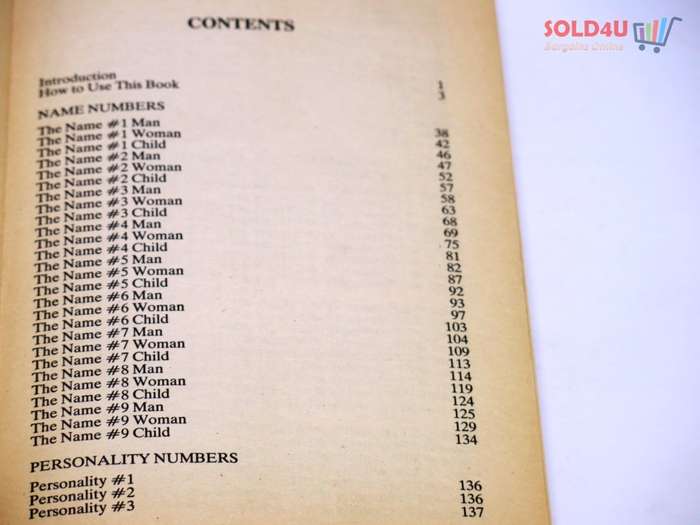 SOLD4U
Bargains Online
CONTENTS
Introduction 1
How to Use This Book 3
NAME NUMBERS
The Name #1 Man 38
The Name #1 Woman 42
The Name #1 Child 46
The Name #2 Man 47
The Name #2 Woman 52
The Name #2 Child 57
The Name #3 Man 58
The Name #3 Woman 63
The Name #3 Child 68
The Name #4 Man 69
The Name #4 Woman 75
The Name #4 Child 81
The Name #5 Man 82
The Name #5 Woman 87
The Name #5 Child 92
The Name #6 Man 93
The Name #6 Woman 97
The Name #6 Child 103
The Name #7 Man 104
The Name #7 Woman 109
The Name #7 Child 113
The Name #8 Man 114
The Name #8 Woman 119
The Name #8 Child 124
The Name #9 Man 125
The Name #9 Woman 129
The Name #9 Child 134
PERSONALITY NUMBERS
Personality #1 136
Personality #2 136
Personality #3 137